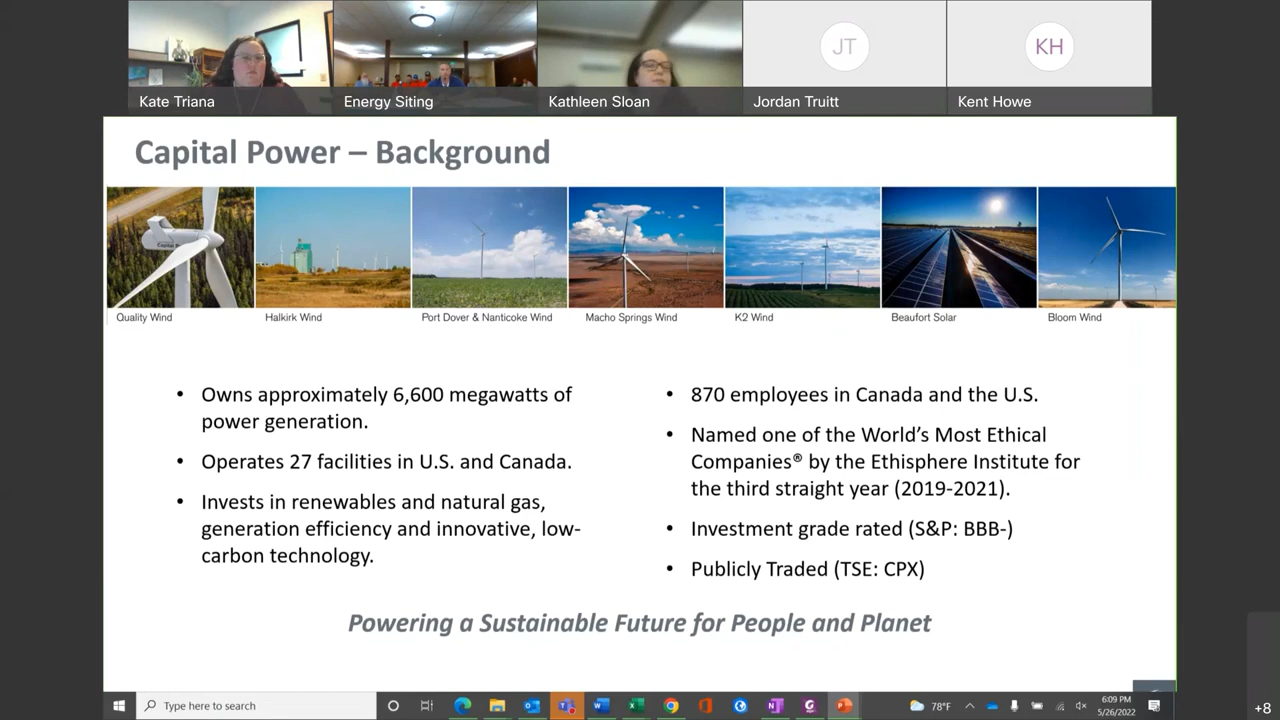 JT
KH
Kate Triana
Energy Siting
Kathleen Sloan
Jordan Truitt
Kent Howe
Capital Power – Background
Quality Wind
Halkirk Wind
Port Dover & Nanticoke Wind
Macho Springs Wind
K2 Wind
Beaufort Solar
Bloom Wind
• Owns approximately 6,600 megawatts of
power generation.
• Operates 27 facilities in U.S. and Canada.
• Invests in renewables and natural gas,
generation efficiency and innovative, low-
carbon technology.
• 870 employees in Canada and the U.S.
• Named one of the World’s Most Ethical
Companies® by the Ethisphere Institute for
the third straight year (2019-2021).
• Investment grade rated (S&P: BBB-)
• Publicly Traded (TSE: CPX)
Powering a Sustainable Future for People and Planet
Type here to search
78°F
6:09 PM
5/26/2022
+8